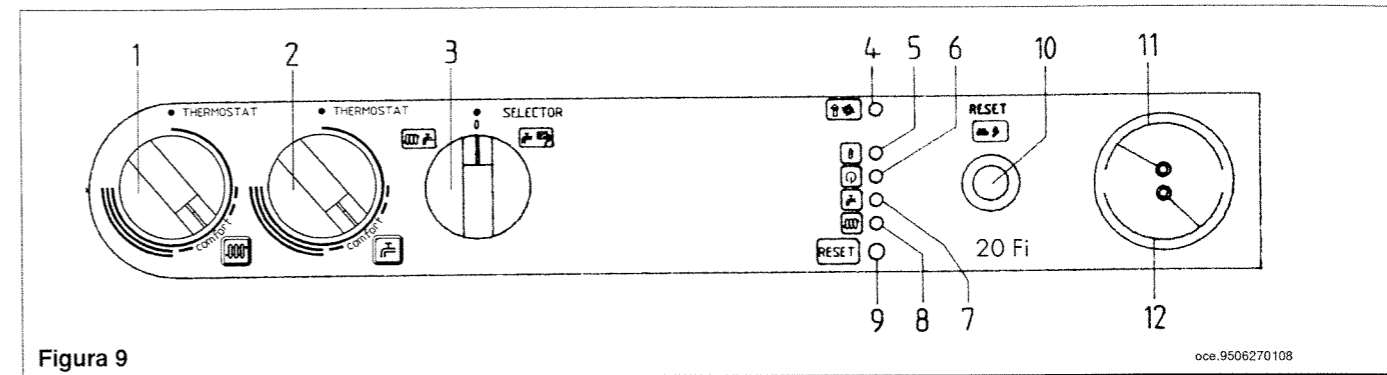 1 2 3 4 5 6 10 11
THERMOSTAT THERMOSTAT SELECTOR RESET
0
comfort comfort
RESET 20 Fi
9 8 7 12
Figura 9
oce.9506270108